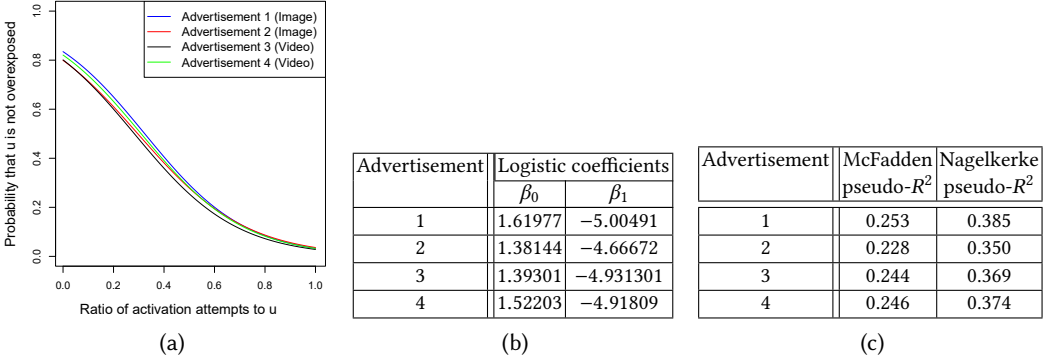 Advertisement 1 (Image)
Advertisement 2 (Image)
Advertisement 3 (Video)
Advertisement 4 (Video)
Probability that u is not overexposed
1.0
0.8
0.6
0.4
0.2
0.0
0.0 0.2 0.4 0.6 0.8 1.0
Ratio of activation attempts to u
(a)
Advertisement Logistic coefficients
β0 β1
1 1.61977 −5.00491
2 1.38144 −4.66672
3 1.39301 −4.931301
4 1.52203 −4.91809
(b)
Advertisement McFadden Nagelkerke
pseudo-R² pseudo-R²
1 0.253 0.385
2 0.228 0.350
3 0.244 0.369
4 0.246 0.374
(c)